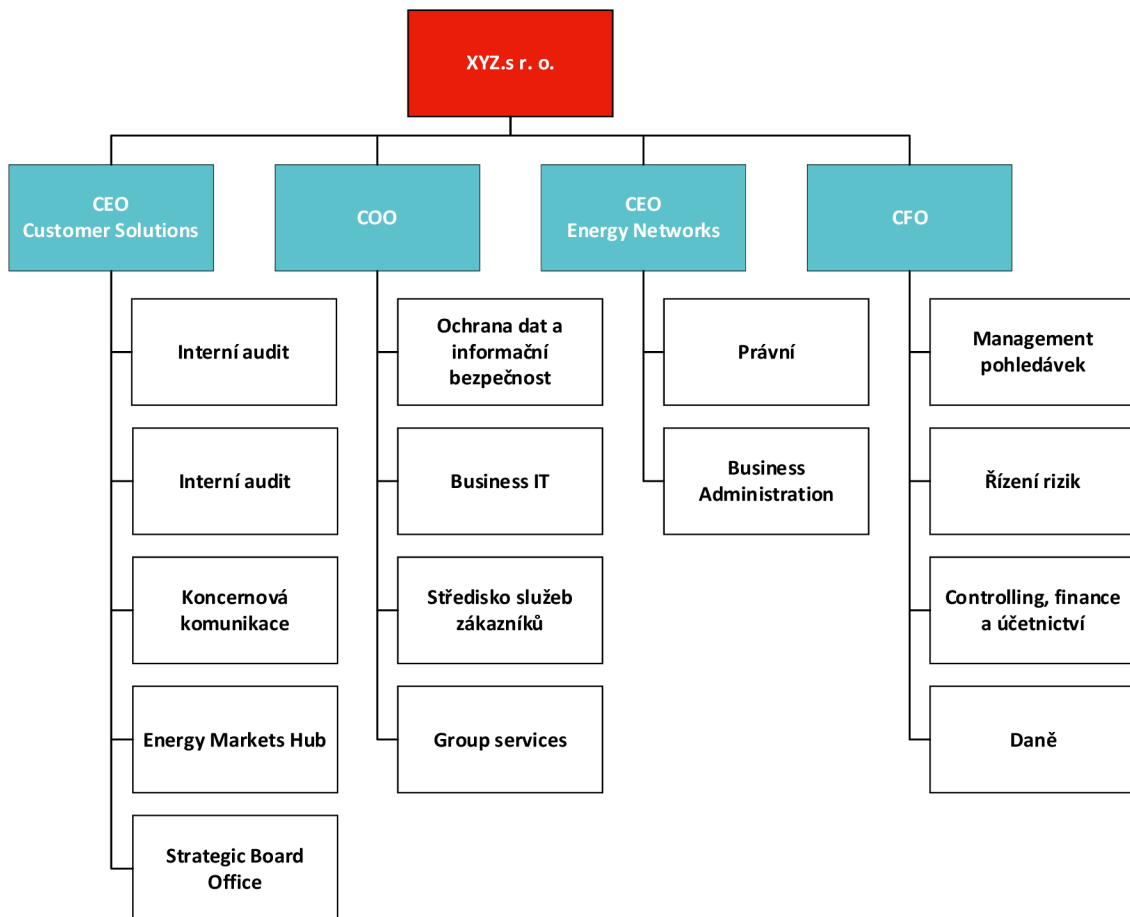 XYZ.s r. o.
CEO
Customer Solutions
COO
CEO
Energy Networks
CFO
Interní audit
Interní audit
Koncernová
komunikace
Energy Markets Hub
Strategic Board
Office
Ochrana dat a
informační
bezpečnost
Business IT
Středisko služeb
zákazníků
Group services
Právní
Business
Administration
Management
pohledávek
Řízení rizik
Controlling, finance
a účetnictví
Daně